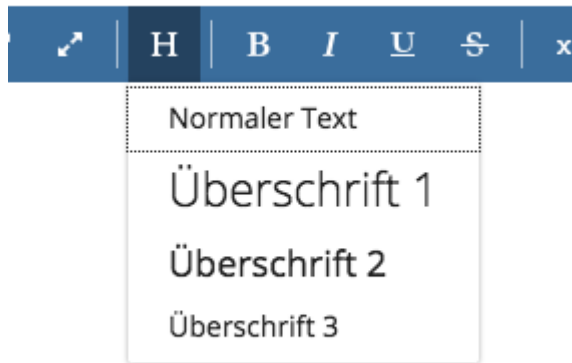 H B I U S x
Normaler Text
Überschrift 1
Überschrift 2
Überschrift 3